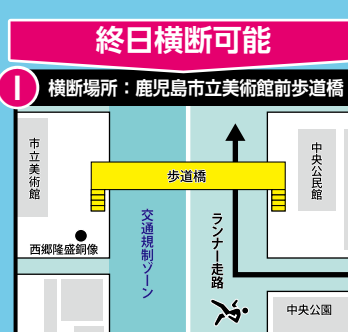 終日横断可能
I 横断場所：鹿児島市立美術館前歩道橋
市立美術館
中央公民館
歩道橋
交通規制ゾーン
ランナー走路
西郷隆盛銅像
中央公園